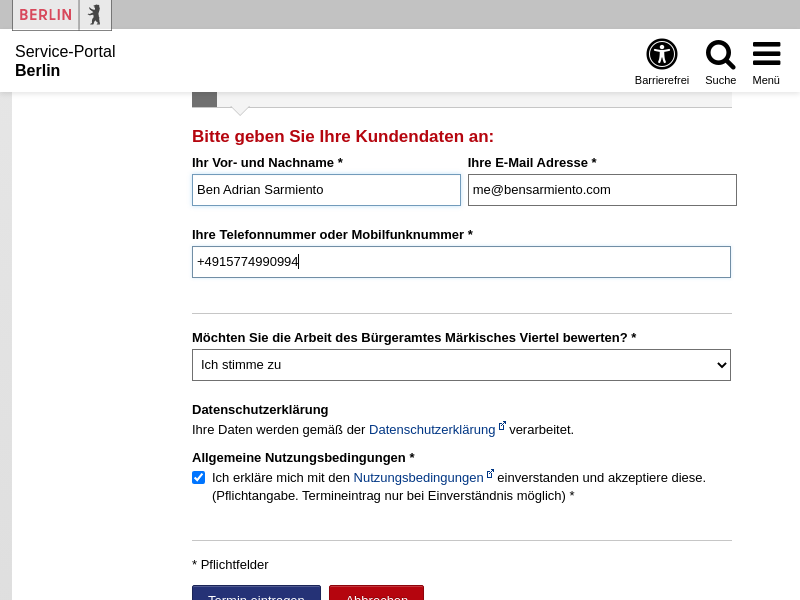 BERLIN
Service-Portal
Berlin
Barrierefrei
Suche
Menü
Bitte geben Sie Ihre Kundendaten an:
Ihr Vor- und Nachname *
Ihre E-Mail Adresse *
Ben Adrian Sarmiento
me@bensarmiento.com
Ihre Telefonnummer oder Mobilfunknummer *
+4915774990994
Möchten Sie die Arbeit des Bürgeramtes Märkisches Viertel bewerten? *
Ich stimme zu
Datenschutzerklärung
Ihre Daten werden gemäß der Datenschutzerklärung verarbeitet.
Allgemeine Nutzungsbedingungen *
Ich erkläre mich mit den Nutzungsbedingungen einverstanden und akzeptiere diese.
(Pflichtangabe. Termineintrag nur bei Einverständnis möglich) *
* Pflichtfelder
Termin eintragen
Abbrechen